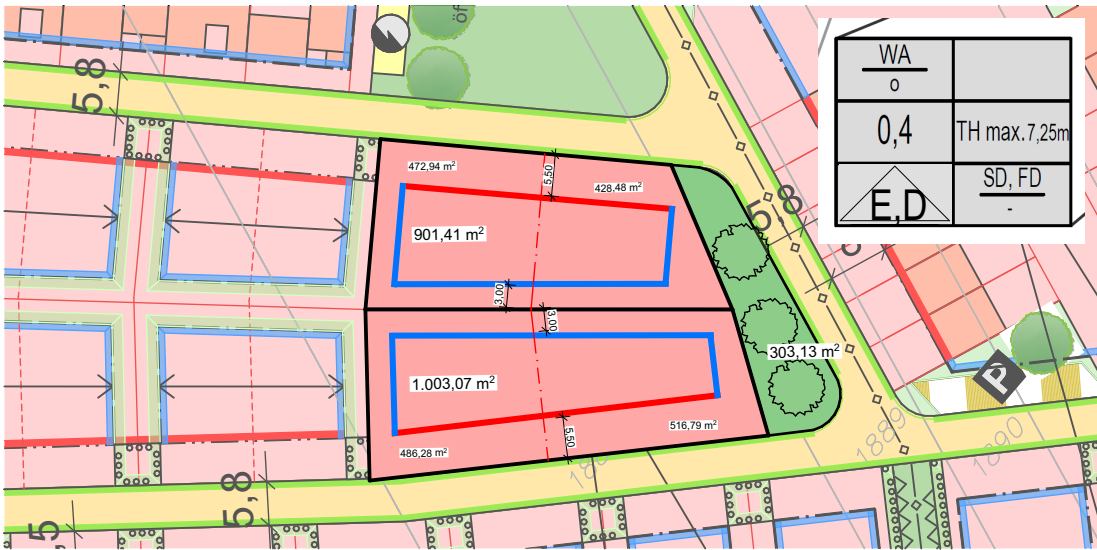 öf
5,8
WA
o
0,4
TH max.7,25m
E,D
SD, FD
-
472,94 m²
5,50
428,48 m²
5,8
901,41 m²
3,00
3,00
303,13 m²
1.003,07 m²
P
516,79 m²
5,50
486,28 m²
1889
1890
5,8
5